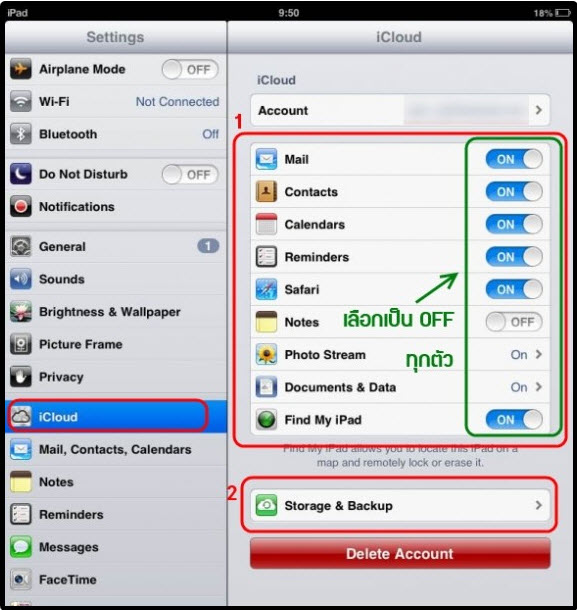 iPad 9:50 18%
Settings
iCloud
Airplane Mode OFF
Wi-Fi Not Connected
Bluetooth Off
Do Not Disturb OFF
Notifications
General 1
Sounds
Brightness & Wallpaper
Picture Frame
Privacy
iCloud
Mail, Contacts, Calendars
Notes
Reminders
Messages
FaceTime
iCloud
Account
1
Mail ON
Contacts ON
Calendars ON
Reminders ON
Safari ON
Notes OFF
Photo Stream On
Documents & Data On
Find My iPad ON
เลือกเป็น OFF
ทุกตัว
Find My iPad allows you to locate this iPad on a
map and remotely lock or erase it.
2
Storage & Backup
Delete Account